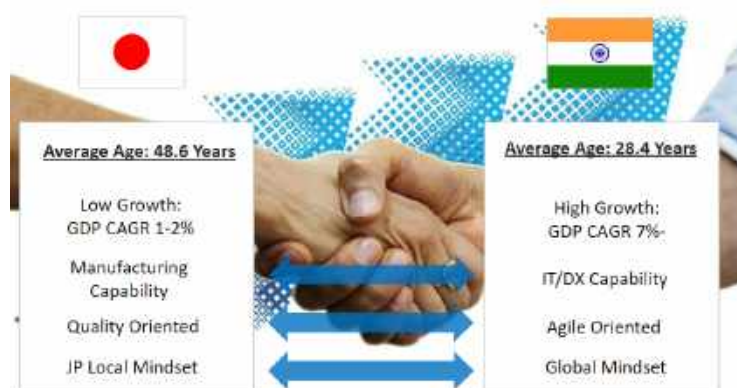 Average Age: 48.6 Years
Low Growth:
GDP CAGR 1-2%
Manufacturing
Capability
Quality Oriented
JP Local Mindset
Average Age: 28.4 Years
High Growth:
GDP CAGR 7%-
IT/DX Capability
Agile Oriented
Global Mindset